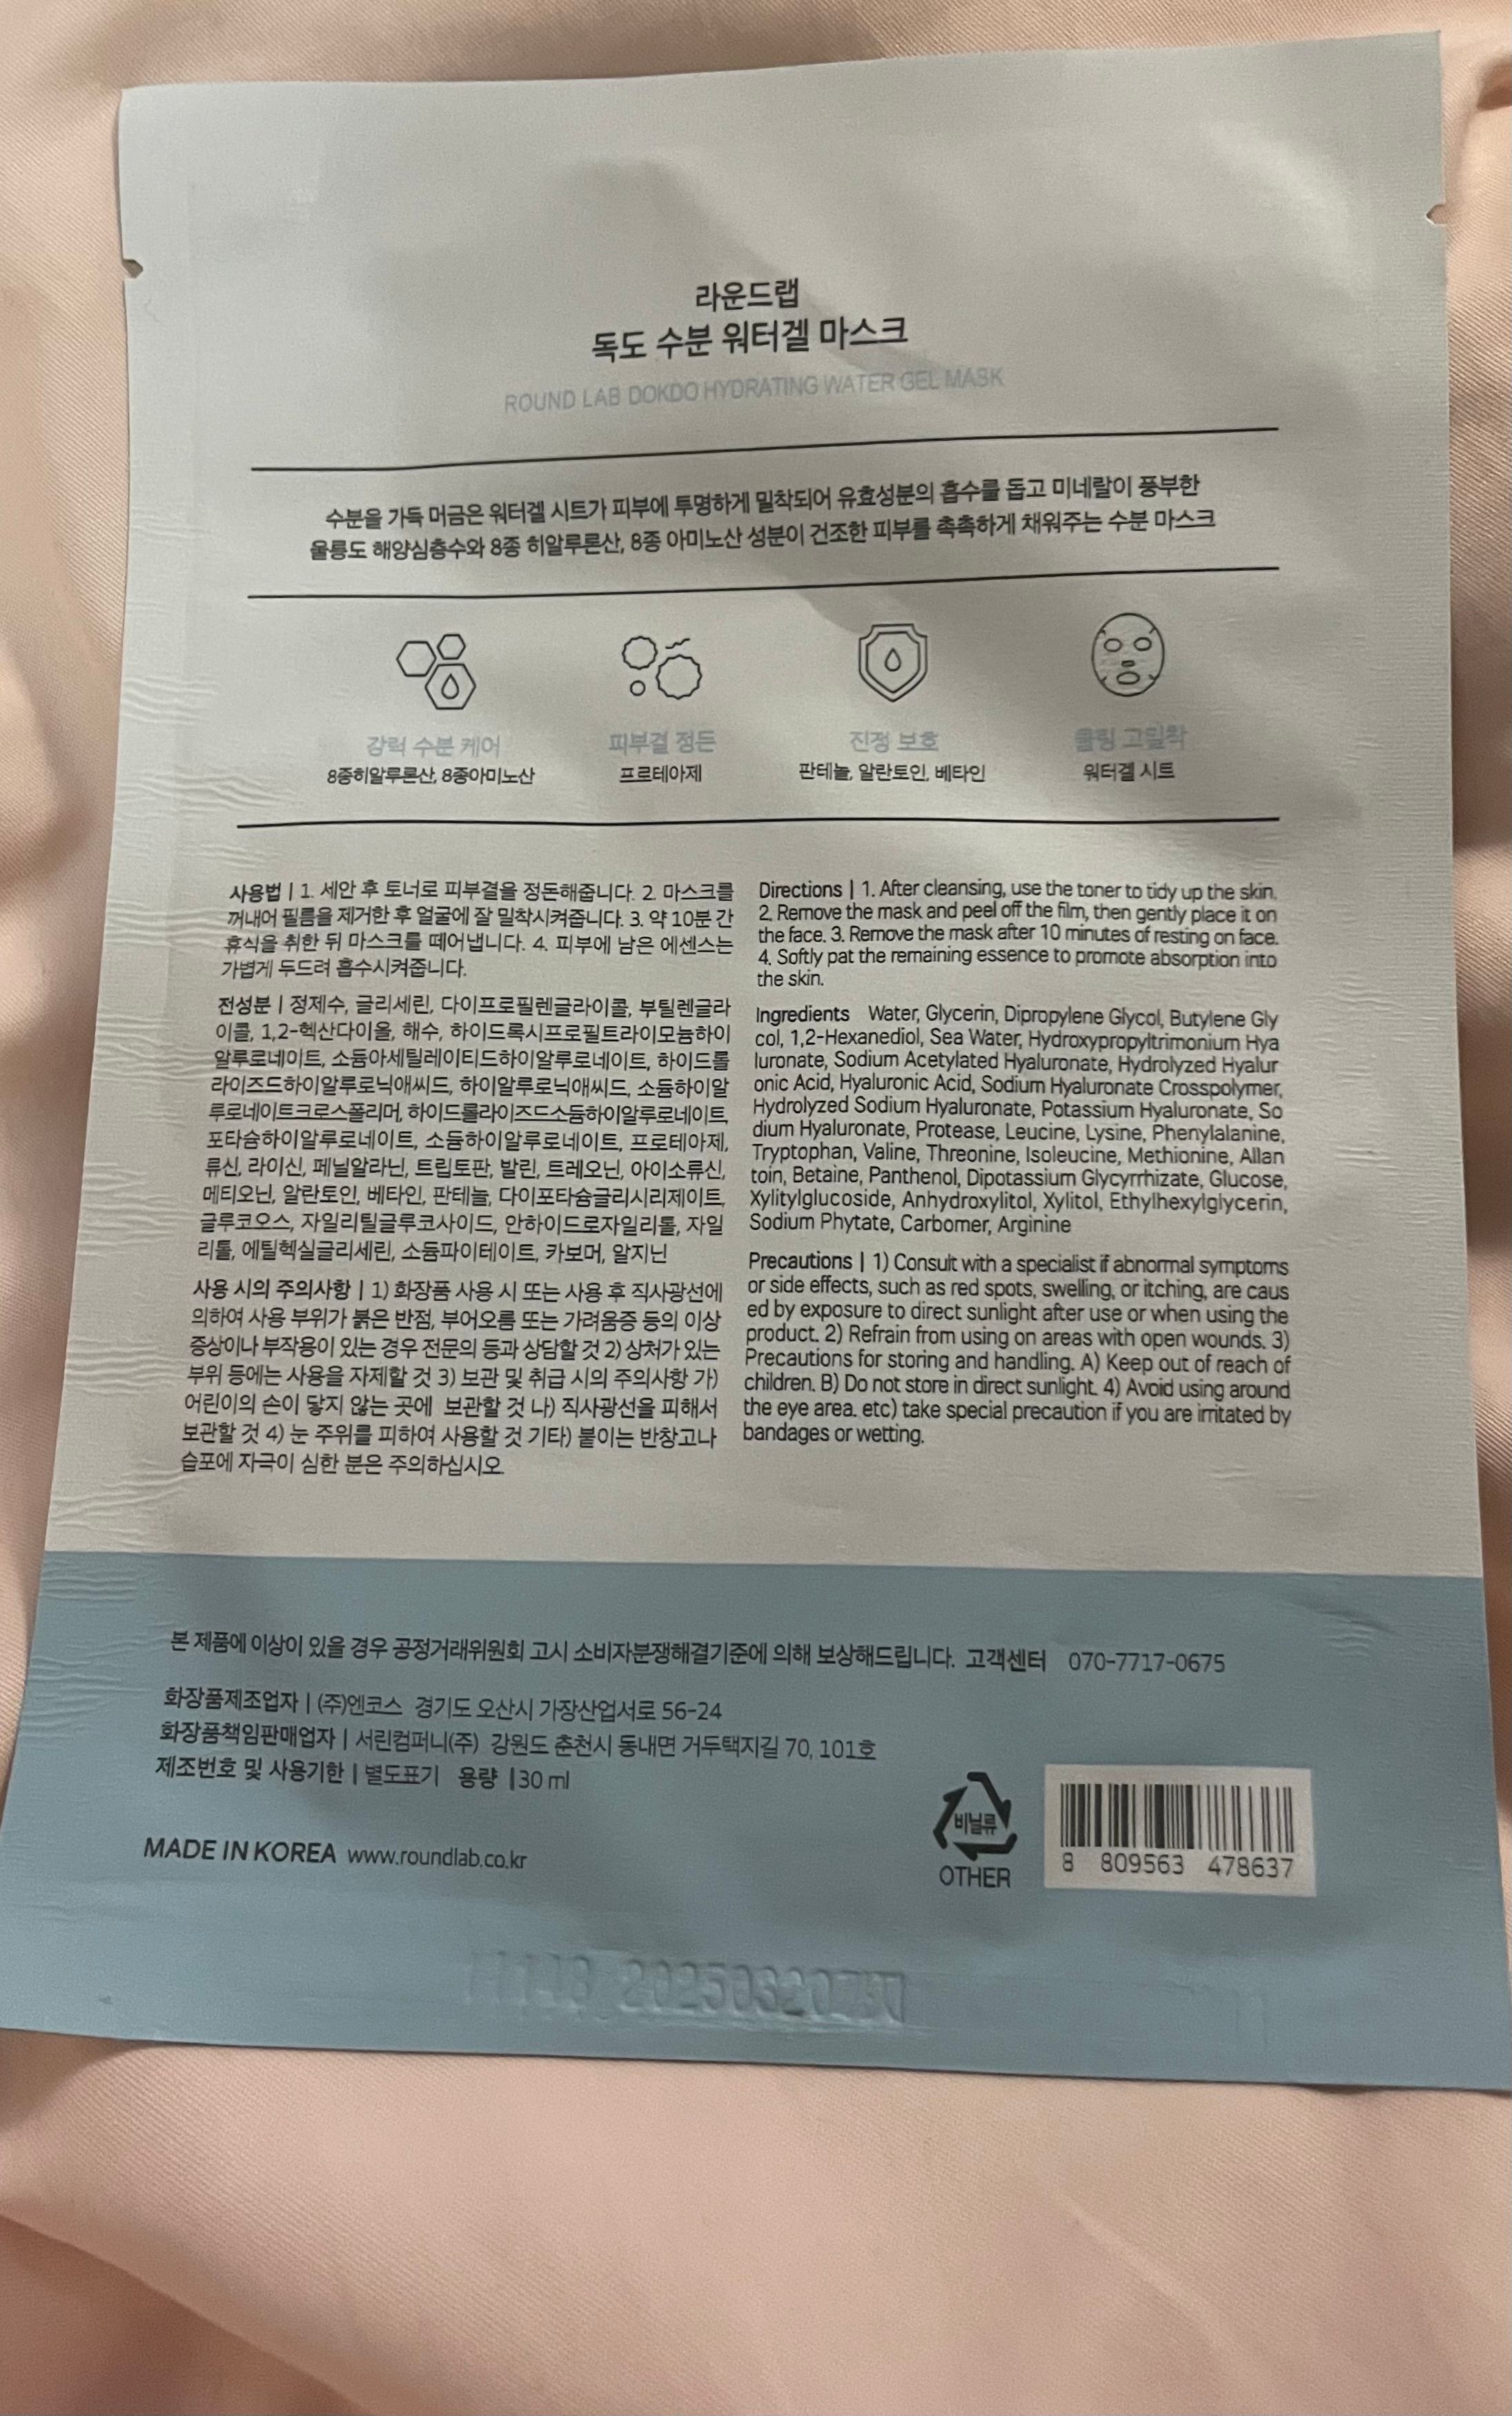 라운드랩
독도 수분 워터겔 마스크
ROUND LAB DOKDO HYDRATING WATER GEL MASK
수분을 가득 머금은 워터겔 시트가 피부에 투명하게 밀착되어 유효성분의 흡수를 돕고 미네랄이 풍부한
울릉도 해양심층수와 8종 히알루론산, 8종 아미노산 성분이 건조한 피부를 촉촉하게 채워주는 수분 마스크
강력 수분 케어
8종히알루론산, 8종아미노산
피부결 정돈
프로테아제
진정 보호
판테놀, 알란토인, 베타인
쿨링 고밀착
워터겔 시트
사용법 | 1. 세안 후 토너로 피부결을 정돈해줍니다. 2. 마스크를
꺼내어 필름을 제거한 후 얼굴에 잘 밀착시켜줍니다. 3. 약 10분 간
휴식을 취한 뒤 마스크를 떼어냅니다. 4. 피부에 남은 에센스는
가볍게 두드려 흡수시켜줍니다.
전성분 | 정제수, 글리세린, 다이프로필렌글라이콜, 부틸렌글라
이콜, 1,2-헥산다이올, 해수, 하이드록시프로필트라이모늄하이
알루로네이트, 소듐아세틸레이티드하이알루로네이트, 하이드롤
라이즈드하이알루로닉애씨드, 하이알루로닉애씨드, 소듐하이알
루로네이트크로스폴리머, 하이드롤라이즈드소듐하이알루로네이트,
포타슘하이알루로네이트, 소듐하이알루로네이트, 프로테아제,
류신, 라이신, 페닐알라닌, 트립토판, 발린, 트레오닌, 아이소류신,
메티오닌, 알란토인, 베타인, 판테놀, 다이포타슘글리시리제이트,
글루코오스, 자일리틸글루코사이드, 안하이드로자일리톨, 자일
리톨, 에틸헥실글리세린, 소듐파이테이트, 카보머, 알지닌
사용 시의 주의사항 | 1) 화장품 사용 시 또는 사용 후 직사광선에
의하여 사용 부위가 붉은 반점, 부어오름 또는 가려움증 등의 이상
증상이나 부작용이 있는 경우 전문의 등과 상담할 것 2) 상처가 있는
부위 등에는 사용을 자제할 것 3) 보관 및 취급 시의 주의사항 가)
어린이의 손이 닿지 않는 곳에 보관할 것 나) 직사광선을 피해서
보관할 것 4) 눈 주위를 피하여 사용할 것 기타) 붙이는 반창고나
습포에 자극이 심한 분은 주의하십시오.
Directions | 1. After cleansing, use the toner to tidy up the skin.
2. Remove the mask and peel off the film, then gently place it on
the face. 3. Remove the mask after 10 minutes of resting on face.
4. Softly pat the remaining essence to promote absorption into
the skin.
Ingredients Water, Glycerin, Dipropylene Glycol, Butylene Gly
col, 1,2-Hexanediol, Sea Water, Hydroxypropyltrimonium Hya
luronate, Sodium Acetylated Hyaluronate, Hydrolyzed Hyalur
onic Acid, Hyaluronic Acid, Sodium Hyaluronate Crosspolymer,
Hydrolyzed Sodium Hyaluronate, Potassium Hyaluronate, So
dium Hyaluronate, Protease, Leucine, Lysine, Phenylalanine,
Tryptophan, Valine, Threonine, Isoleucine, Methionine, Allan
toin, Betaine, Panthenol, Dipotassium Glycyrrhizate, Glucose,
Xylitylglucoside, Anhydroxylitol, Xylitol, Ethylhexylglycerin,
Sodium Phytate, Carbomer, Arginine
Precautions | 1) Consult with a specialist if abnormal symptoms
or side effects, such as red spots, swelling, or itching, are caus
ed by exposure to direct sunlight after use or when using the
product. 2) Refrain from using on areas with open wounds. 3)
Precautions for storing and handling. A) Keep out of reach of
children. B) Do not store in direct sunlight. 4) Avoid using around
the eye area. etc) take special precaution if you are irritated by
bandages or wetting.
본 제품에 이상이 있을 경우 공정거래위원회 고시 소비자분쟁해결기준에 의해 보상해드립니다. 고객센터 070-7717-0675
화장품제조업자 | (주)엔코스 경기도 오산시 가장산업서로 56-24
화장품책임판매업자 | 서린컴퍼니(주) 강원도 춘천시 동내면 거두택지길 70, 101호
제조번호 및 사용기한 | 별도표기 용량 | 30 ml
MADE IN KOREA www.roundlab.co.kr
비닐류
OTHER
8 809563 478637